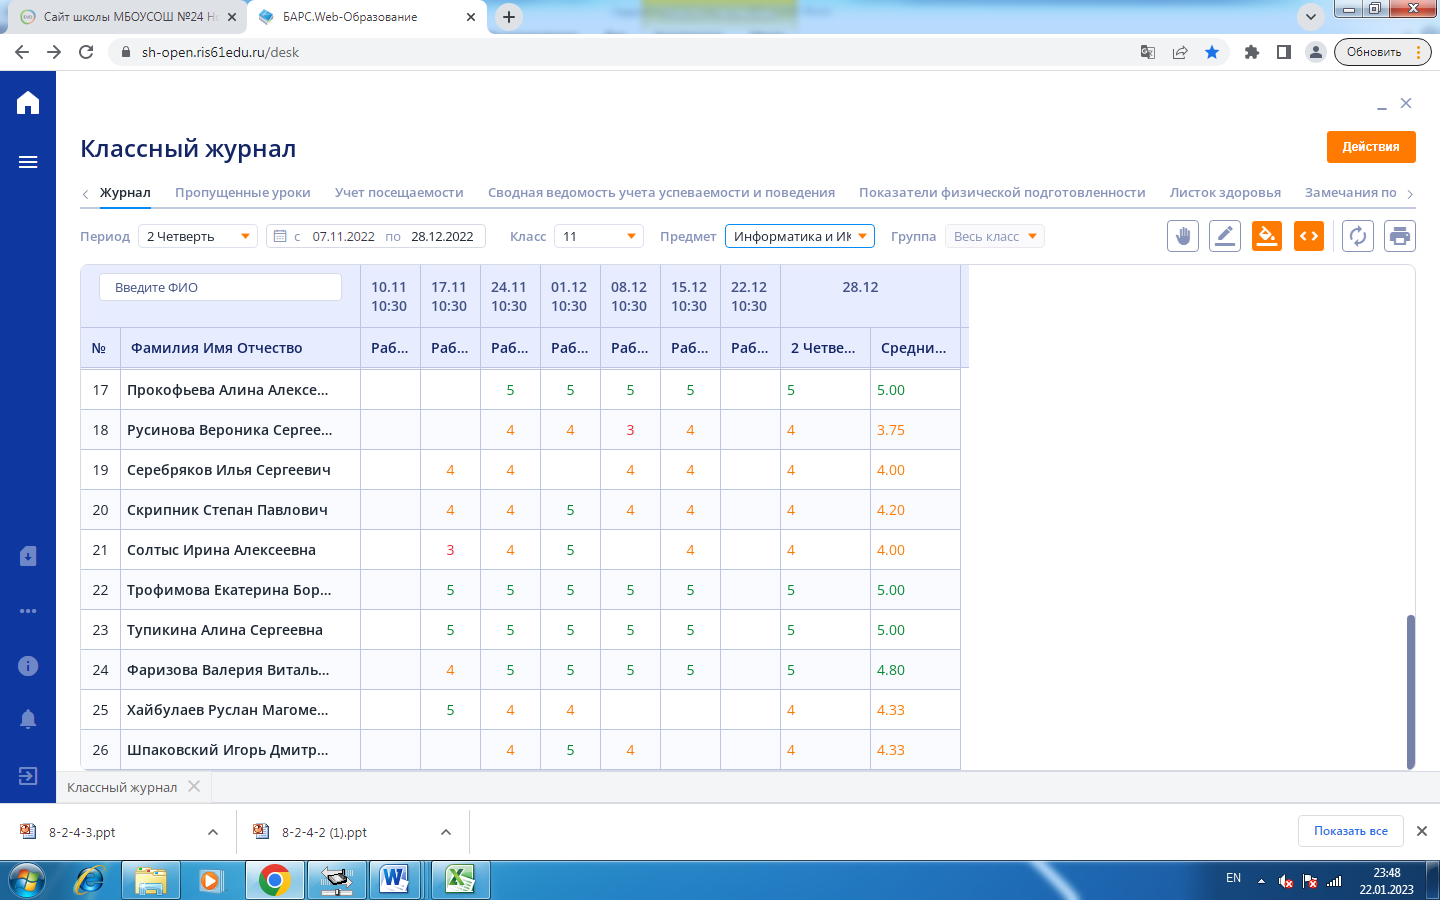 Сайт школы МБОУСОШ №24 Но
БАРС.Web-Образование
sh-open.ris61edu.ru/desk
Обновить
Классный журнал
Действия
Журнал Пропущенные уроки Учет посещаемости Сводная ведомость учета успеваемости и поведения Показатели физической подготовленности Листок здоровья Замечания по
Период 2 Четверть с 07.11.2022 по 28.12.2022 Класс 11 Предмет Информатика и ИК Группа Весь класс
Введите ФИО 10.11 17.11 24.11 01.12 08.12 15.12 22.12 28.12
10:30 10:30 10:30 10:30 10:30 10:30 10:30
№ Фамилия Имя Отчество Раб... Раб... Раб... Раб... Раб... Раб... Раб... 2 Четве... Средни...
17 Прокофьева Алина Алексе... 5 5 5 5 5 5.00
18 Русинова Вероника Сергее... 4 4 3 4 4 3.75
19 Серебряков Илья Сергеевич 4 4 4 4 4 4.00
20 Скрипник Степан Павлович 4 4 5 4 4 4 4.20
21 Солтыс Ирина Алексеевна 3 4 5 4 4 4.00
22 Трофимова Екатерина Бор... 5 5 5 5 5 5 5.00
23 Тупикина Алина Сергеевна 5 5 5 5 5 5 5.00
24 Фаризова Валерия Виталь... 4 5 5 5 5 5 4.80
25 Хайбулаев Руслан Магоме... 5 4 4 4 4.33
26 Шпаковский Игорь Дмитр... 4 5 4 4 4.33
Классный журнал
8-2-4-3.ppt 8-2-4-2 (1).ppt Показать все
EN 23:48
22.01.2023